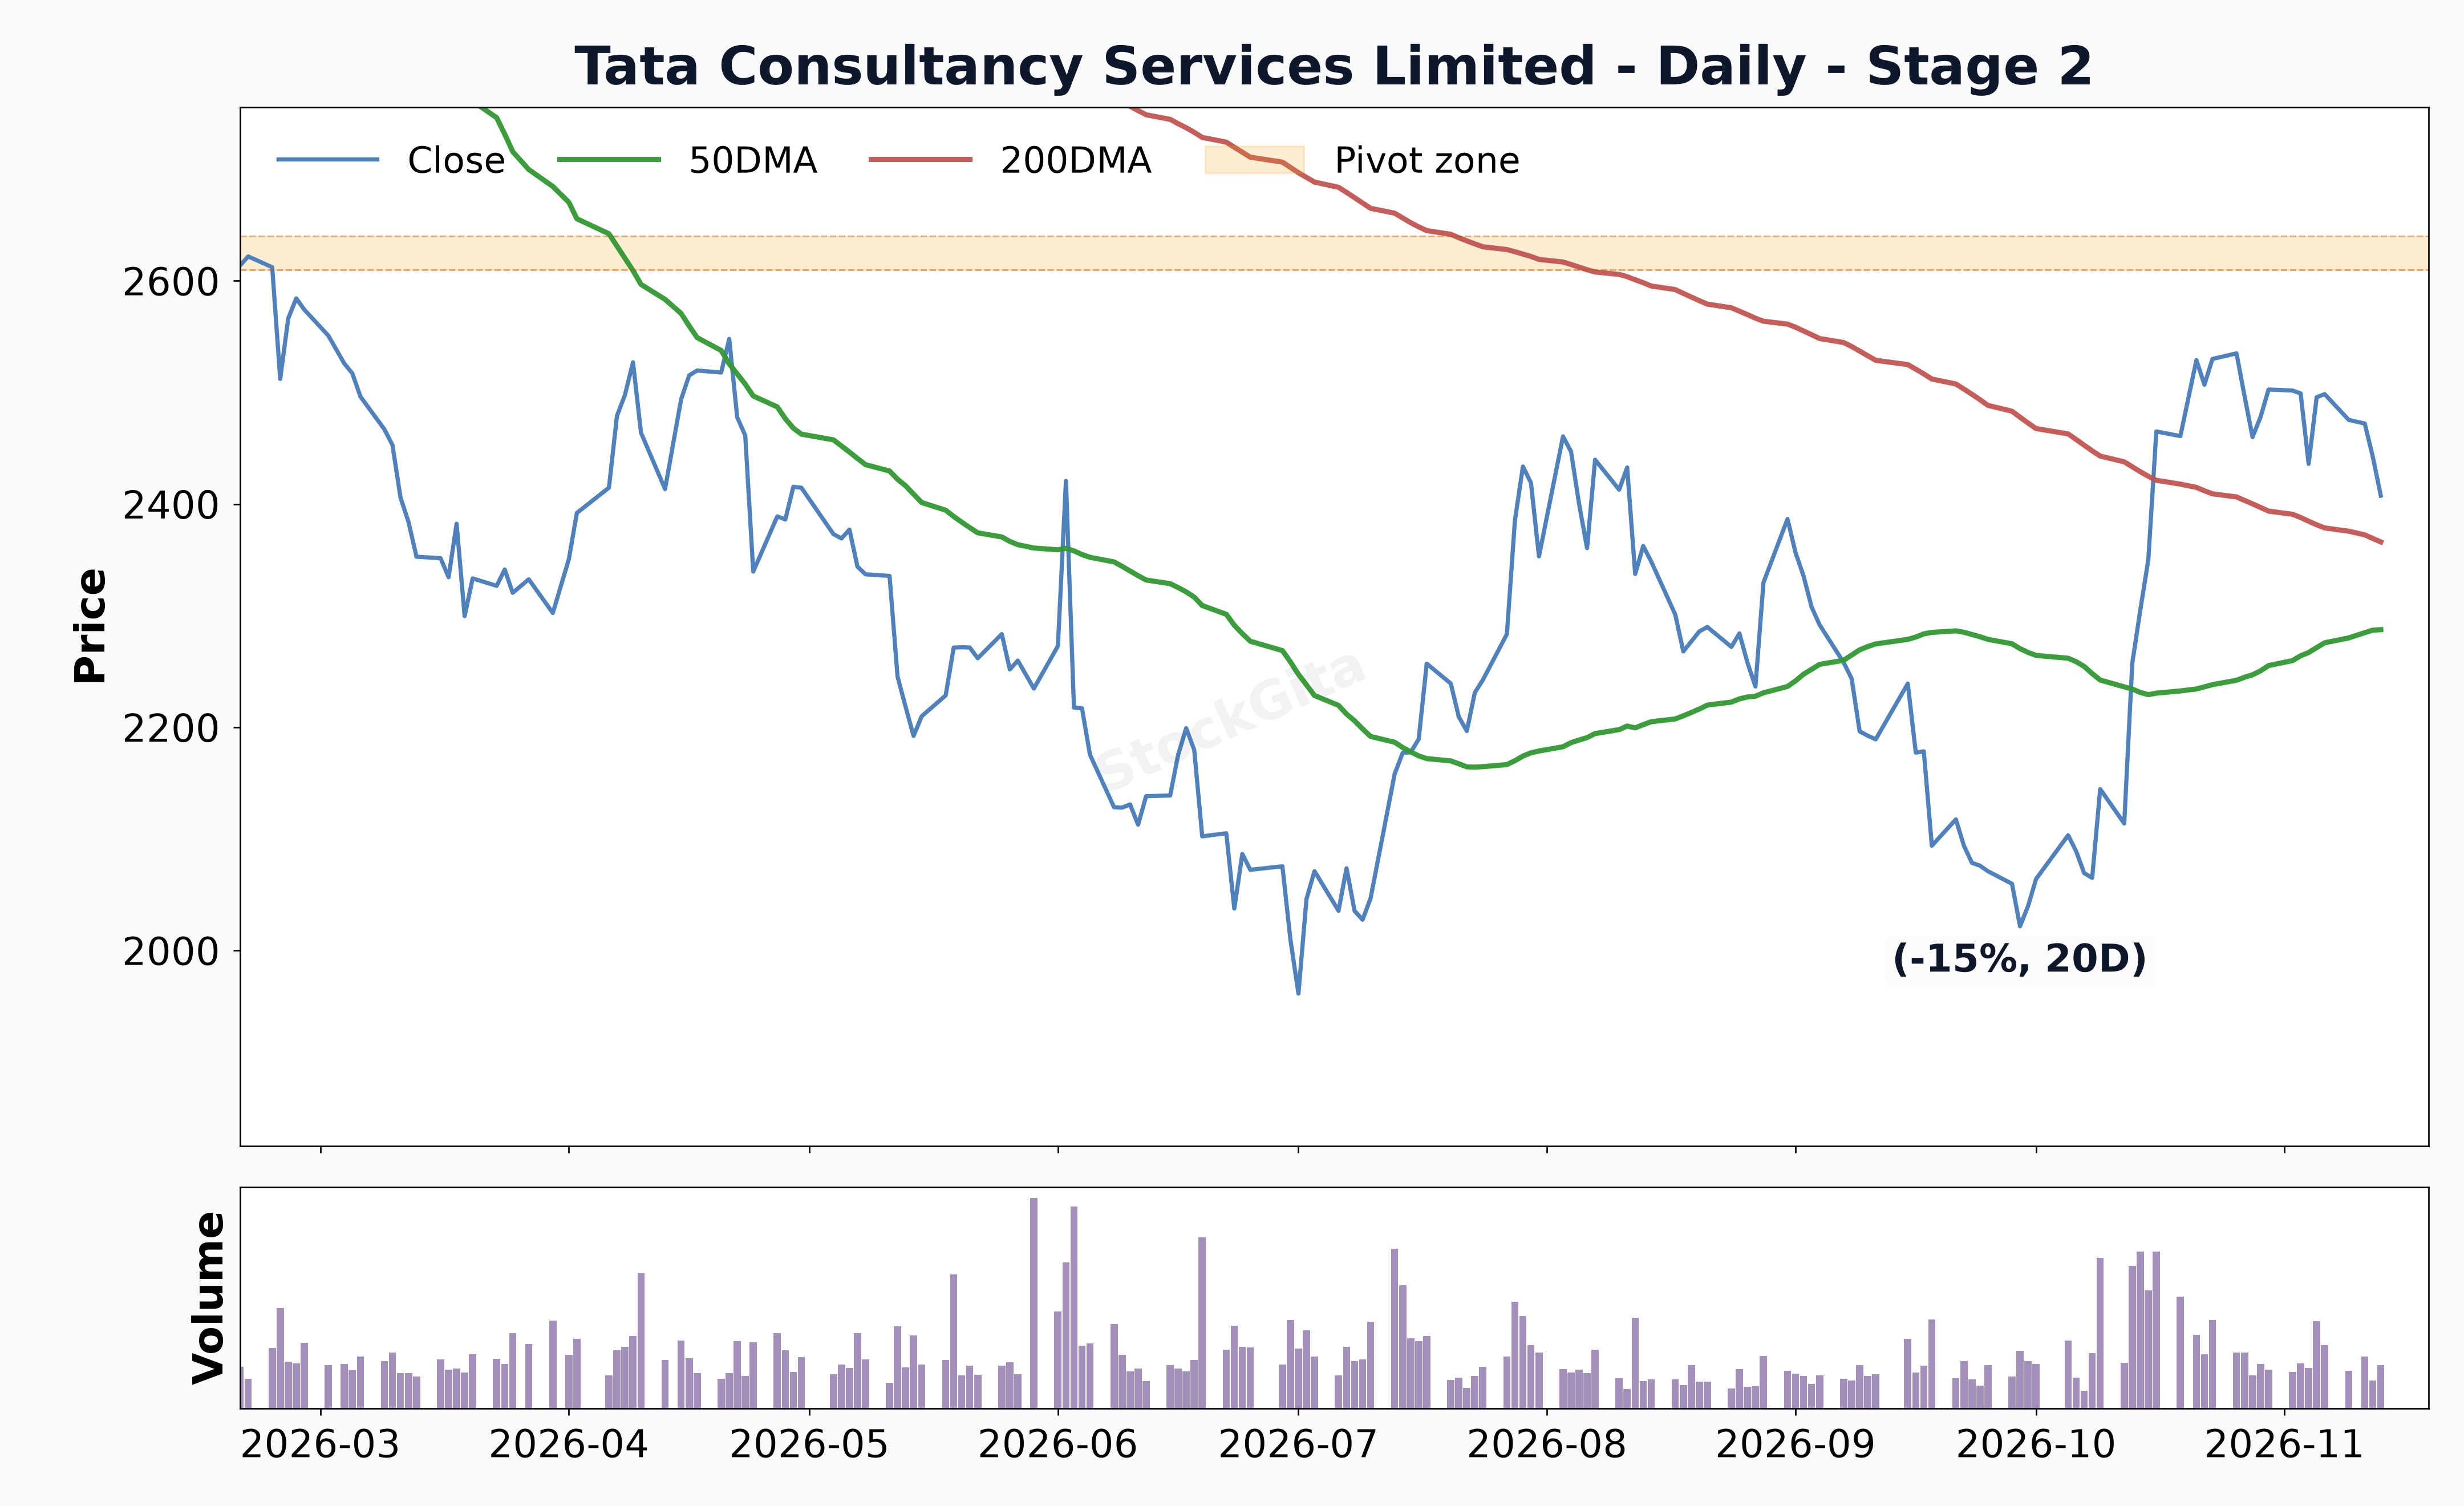 Tata Consultancy Services Limited - Daily - Stage 2
Close 50DMA 200DMA Pivot zone
Price
2600
2400
2200
2000
StockGita
(-15%, 20D)
Volume
2026-03 2026-04 2026-05 2026-06 2026-07 2026-08 2026-09 2026-10 2026-11